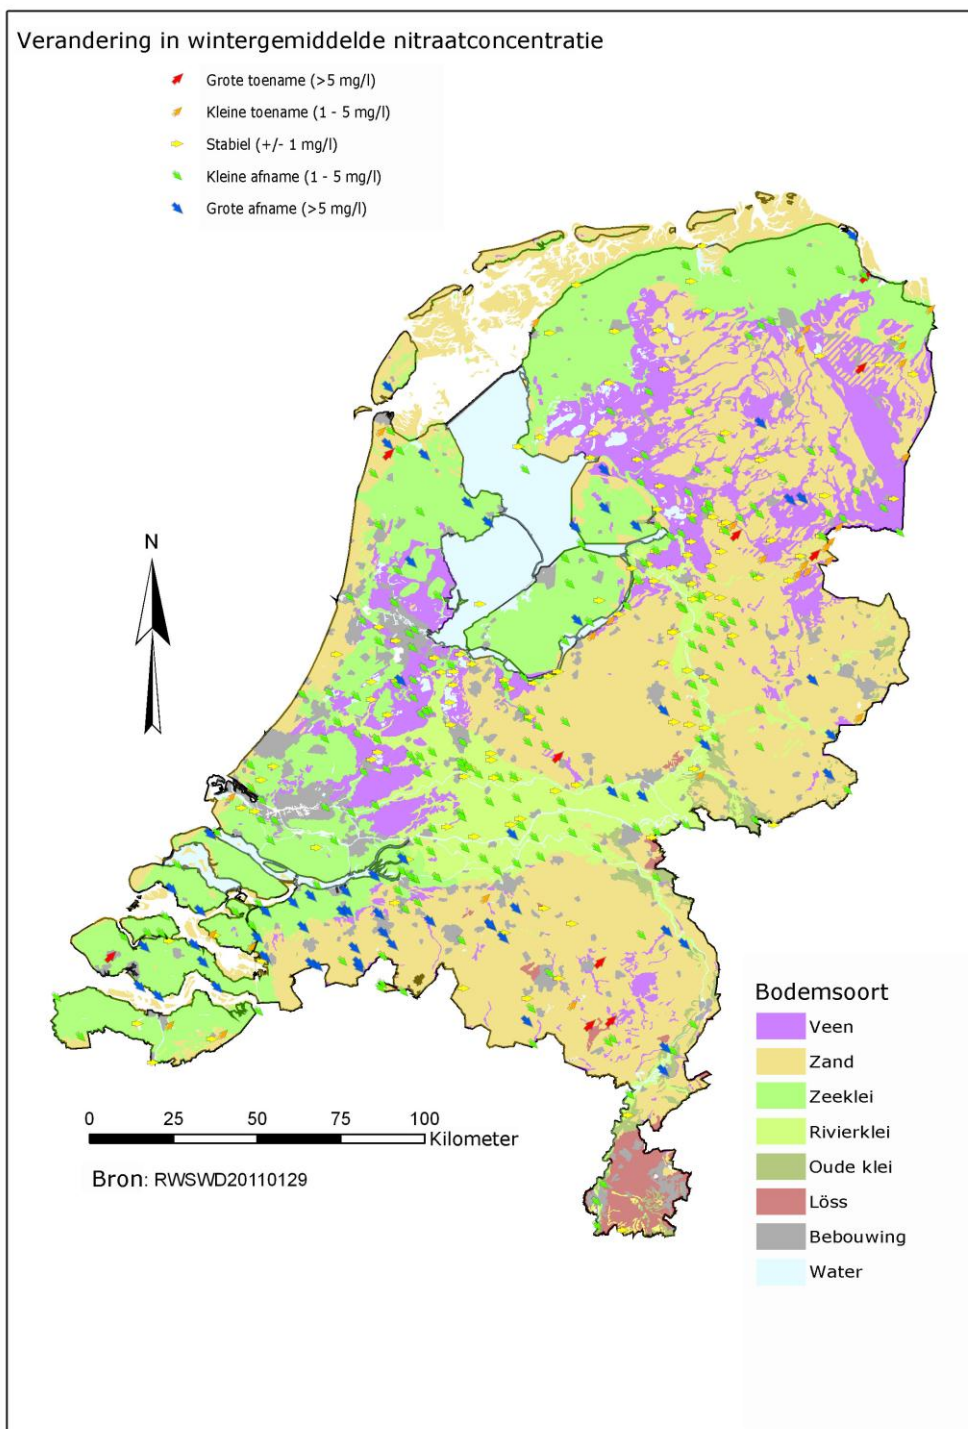 Verandering in wintergemiddelde nitraatconcentratie
Grote toename (>5 mg/l)
Kleine toename (1 - 5 mg/l)
Stabiel (+/- 1 mg/l)
Kleine afname (1 - 5 mg/l)
Grote afname (>5 mg/l)
N
Bodemsoort
Veen
Zand
Zeeklei
Rivierklei
Oude klei
Löss
Bebouwing
Water
0 25 50 75 100
Kilometer
Bron: RWSWD20110129